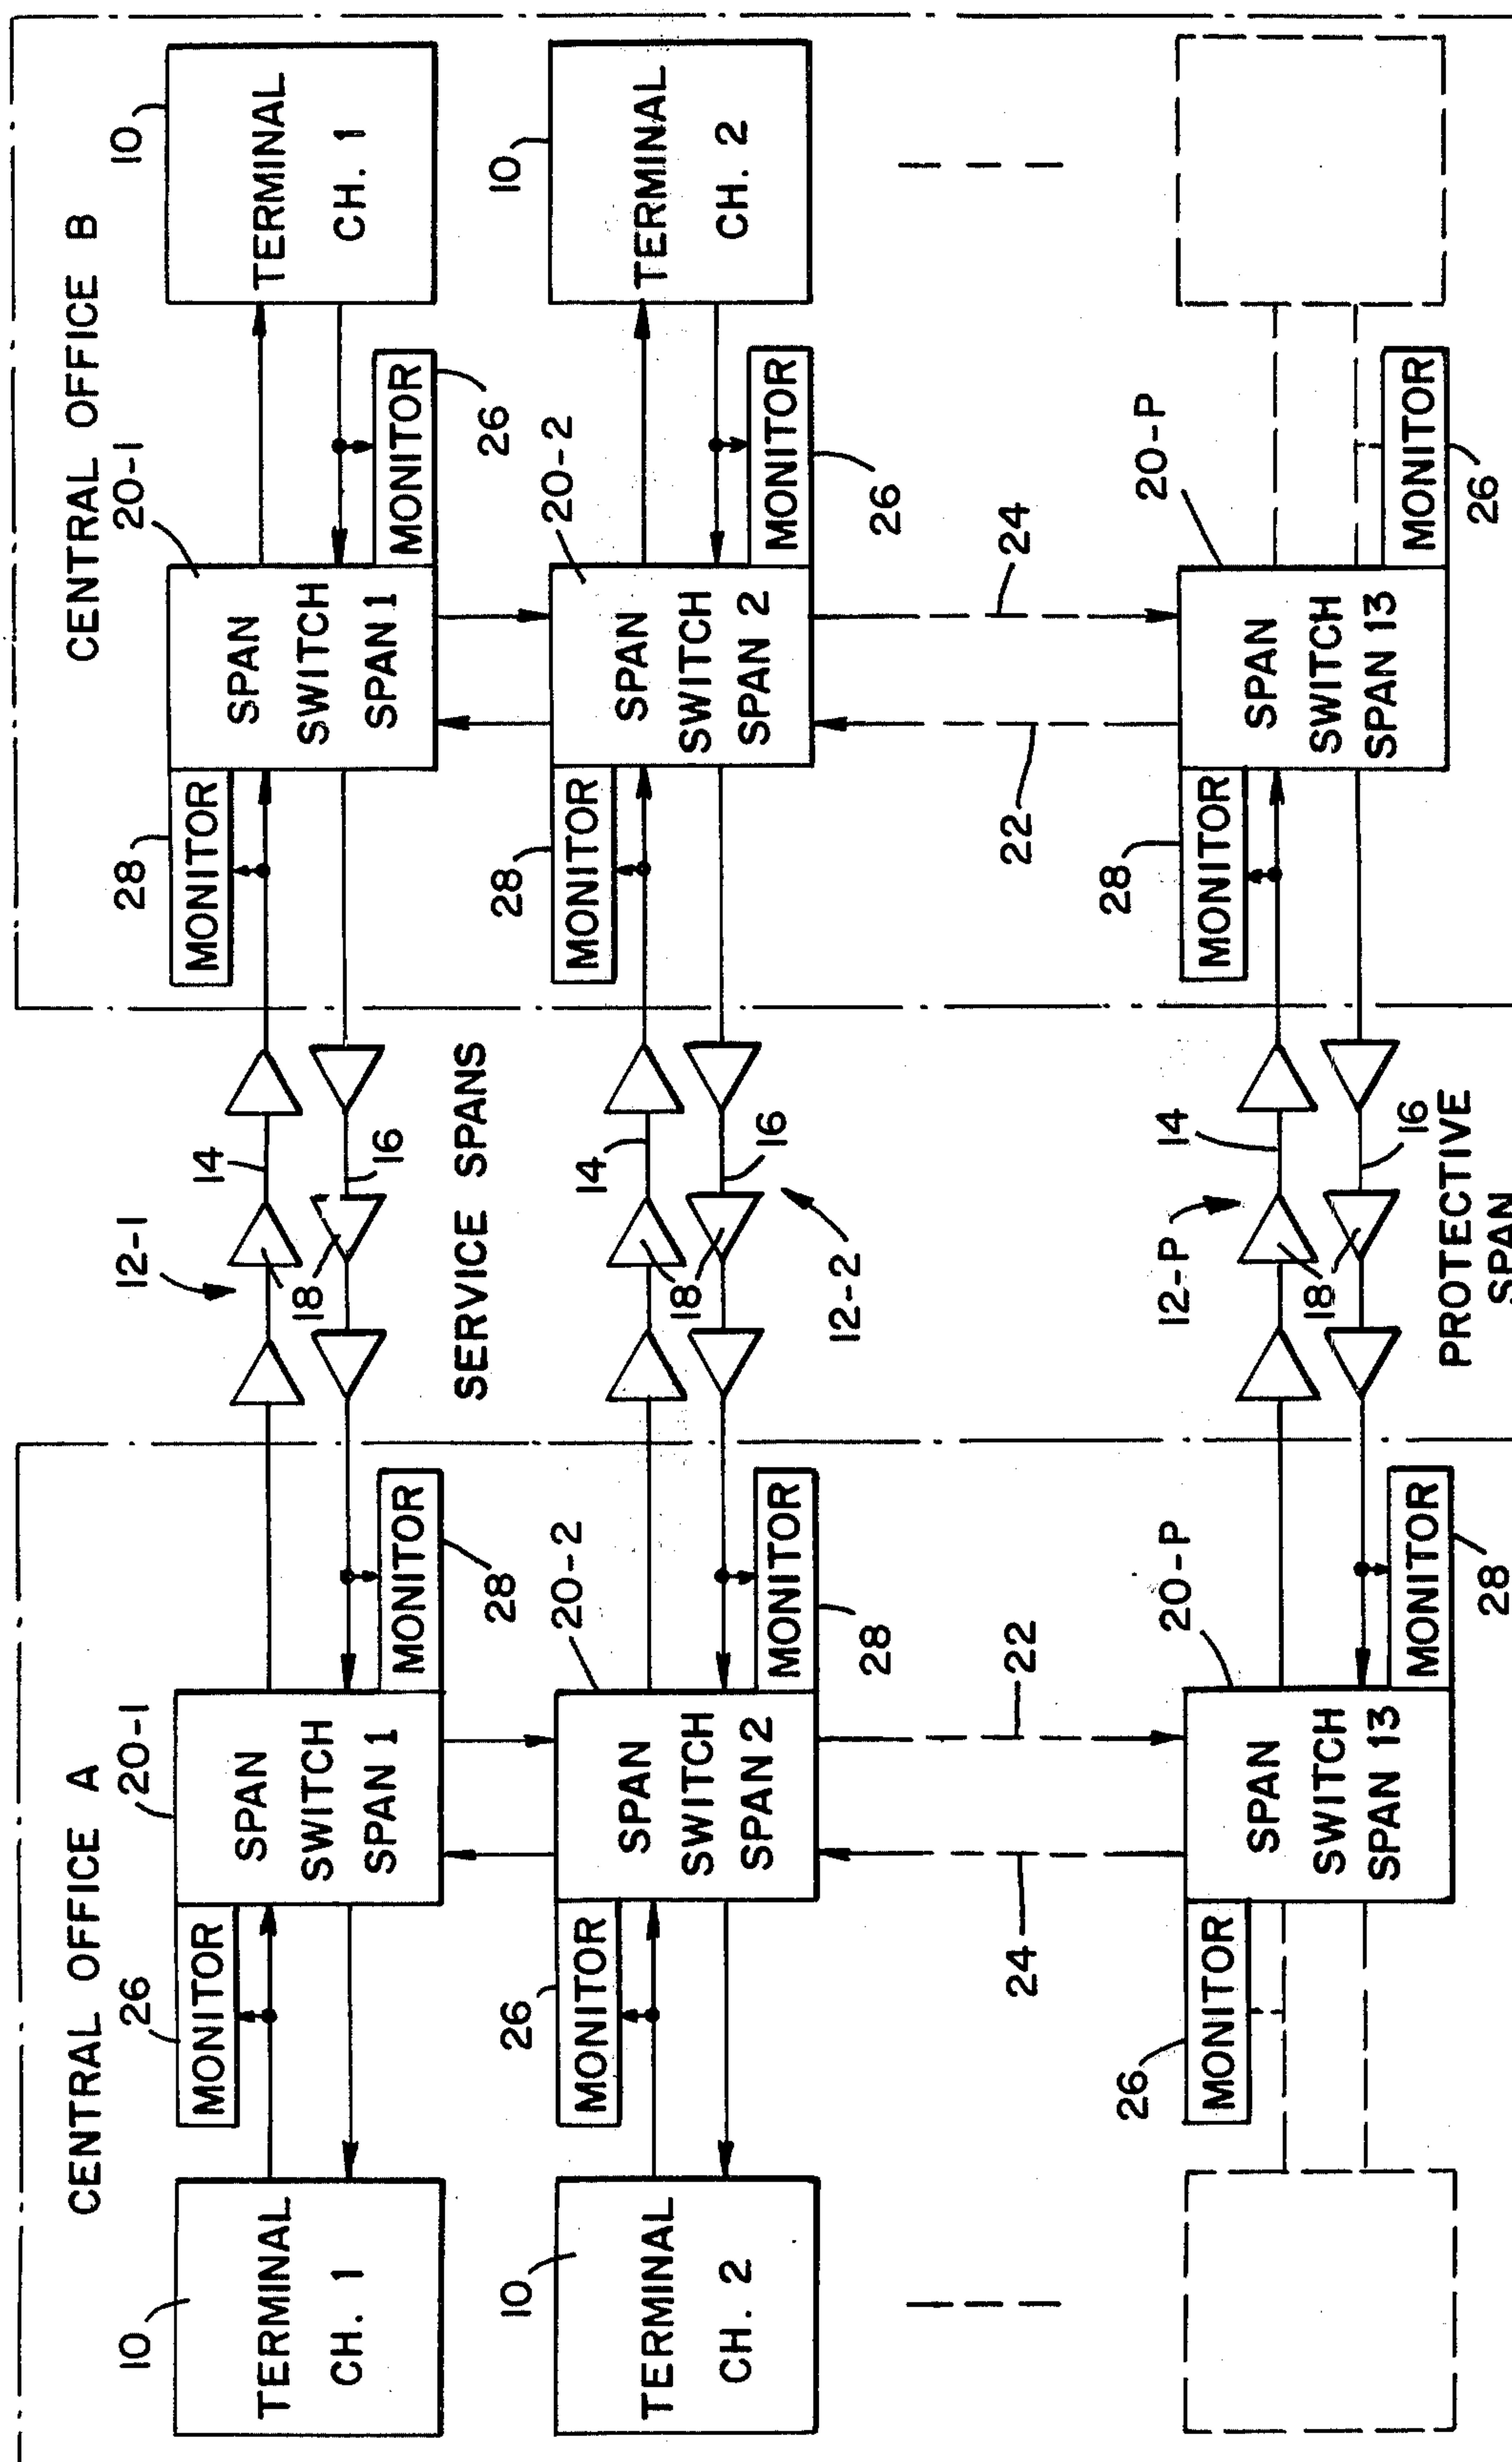 CENTRAL OFFICE A
CENTRAL OFFICE B
10
TERMINAL
CH. 1
26
MONITOR
20-1
SPAN
SWITCH
SPAN 1
MONITOR
28
12-1
14
18
16
SERVICE SPANS
28
MONITOR
20-1
SPAN
SWITCH
SPAN 1
MONITOR
26
10
TERMINAL
CH. 1
10
TERMINAL
CH. 2
26
MONITOR
20-2
SPAN
SWITCH
SPAN 2
MONITOR
28
14
18
16
12-2
28
MONITOR
20-2
SPAN
SWITCH
SPAN 2
MONITOR
26
10
TERMINAL
CH. 2
24
22
22
24
26
MONITOR
20-P
SPAN
SWITCH
SPAN 13
MONITOR
28
12-P
14
18
16
PROTECTIVE
SPAN
28
MONITOR
20-P
SPAN
SWITCH
SPAN 13
MONITOR
26